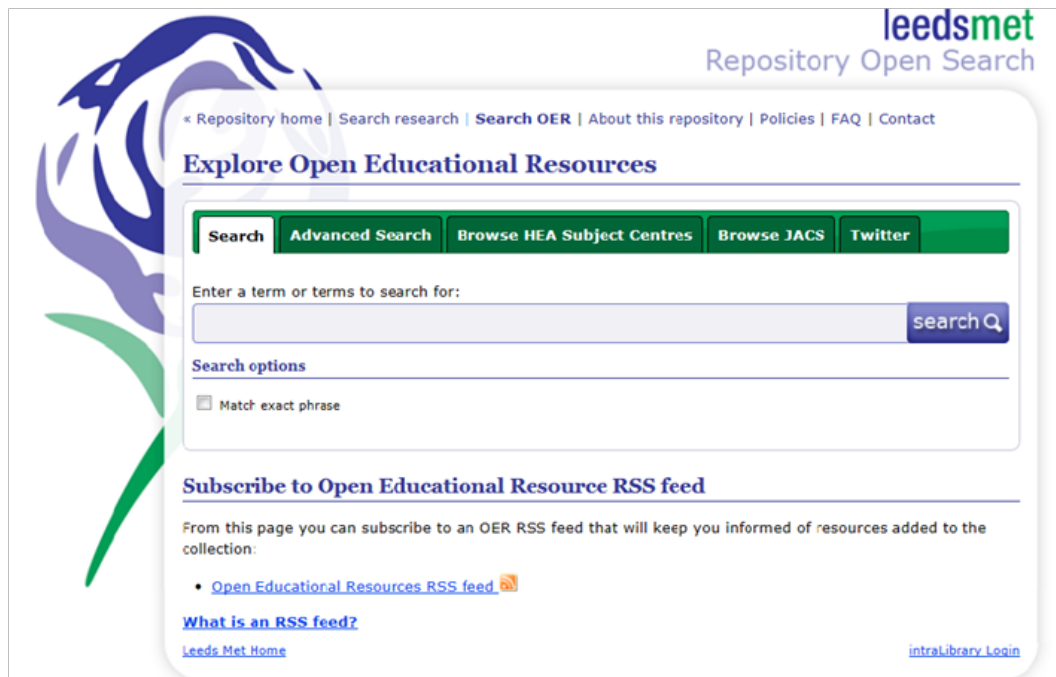 leedsmet
Repository Open Search
« Repository home | Search research | Search OER | About this repository | Policies | FAQ | Contact
Explore Open Educational Resources
Search Advanced Search Browse HEA Subject Centres Browse JACS Twitter
Enter a term or terms to search for:
search
Search options
Match exact phrase
Subscribe to Open Educational Resource RSS feed
From this page you can subscribe to an OER RSS feed that will keep you informed of resources added to the
collection:
• Open Educational Resources RSS feed
What is an RSS feed?
Leeds Met Home intraLibrary Login